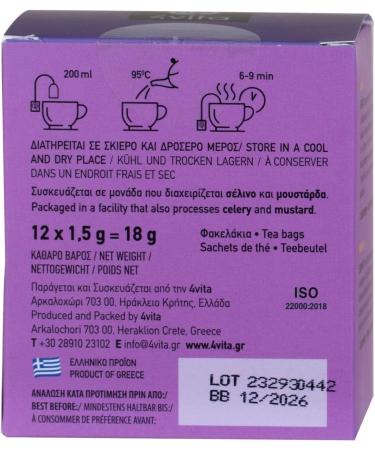 4vita
200 ml
95ºC
6-9 min
ΔΙΑΤΗΡΕΙΤΑΙ ΣΕ ΣΚΙΕΡΟ ΚΑΙ ΔΡΟΣΕΡΟ ΜΕΡΟΣ/ STORE IN A COOL
AND DRY PLACE / KÜHL UND TROCKEN LAGERN / A CONSERVER
DANS UN ENDROIT FRAIS ET SEC
Συσκευάζεται σε μονάδα που διαχειρίζεται σέλινο και μουστάρδα.
Packaged in a facility that also processes celery and mustard.
12 x 1,5 g = 18 g
Φακελάκια • Tea bags
Sachets de thé • Teebeutel
ΚΑΘΑΡΟ ΒΑΡΟΣ / NET WEIGHT /
NETTOGEWICHT / POIDS NET
Παράγεται και Συσκευάζεται από την 4vita
Αρκαλοχώρι 703 00, Ηράκλειο Κρήτης, Ελλάδα
Produced and Packed by 4vita
Arkalochori 703 00, Heraklion Crete, Greece
T +30 28910 23102 E info@4vita.gr www.4vita.gr
ISO
22000:2018
ΕΛΛΗΝΙΚΟ ΠΡΟΪΟΝ
PRODUCT OF GREECE
ΑΝΑΛΩΣΗ ΚΑΤΑ ΠΡΟΤΙΜΗΣΗ ΠΡΙΝ ΑΠΟ:/
BEST BEFORE:/ MINDESTENS HALTBAR BIS:/
À CONSOMMER DE PRÉFÉRENCE AVANT:
LOT 232930442
BB 12/2026